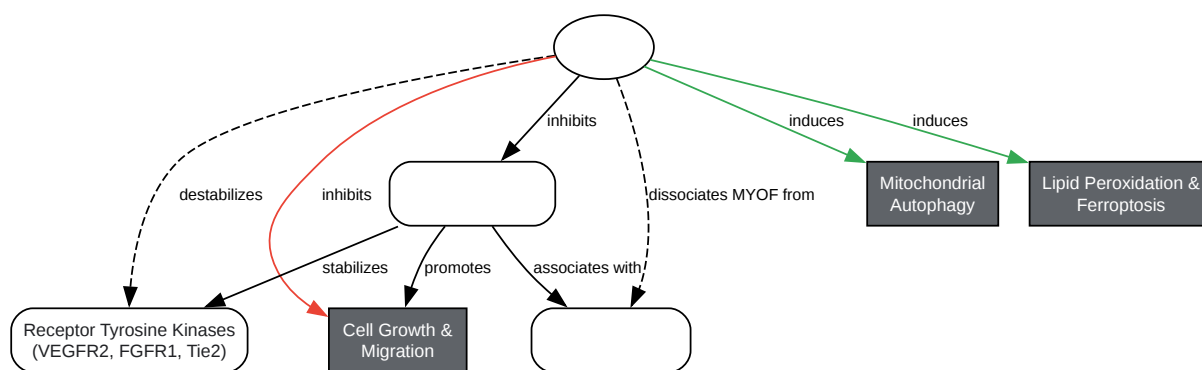 inhibits
induces
induces
Mitochondrial
Autophagy
Lipid Peroxidation &
Ferroptosis
destabilizes
inhibits
dissociates MYOF from
stabilizes
promotes
associates with
Receptor Tyrosine Kinases
(VEGFR2, FGFR1, Tie2)
Cell Growth &
Migration